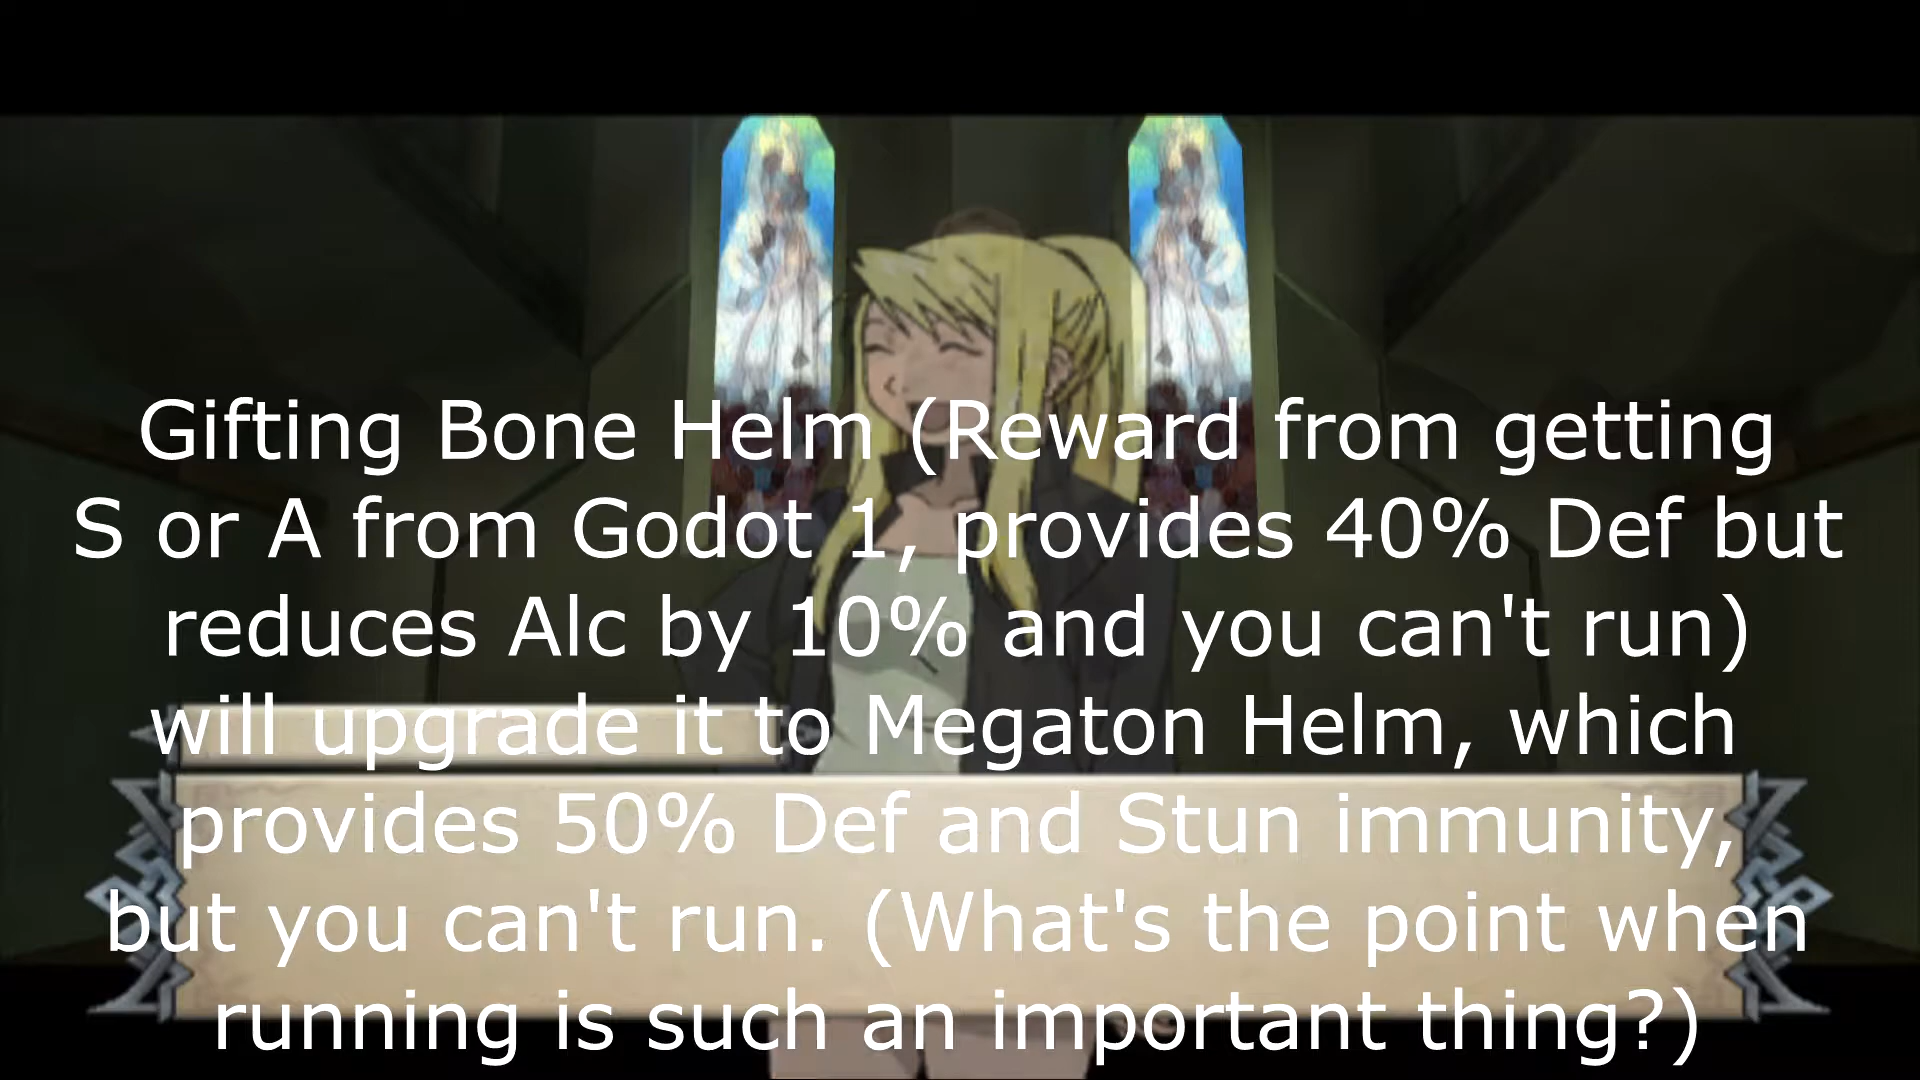 Gifting Bone Helm (Reward from getting
S or A from Godot 1, provides 40% Def but
reduces Alc by 10% and you can't run)
will upgrade it to Megaton Helm, which
provides 50% Def and Stun immunity,
but you can't run. (What's the point when
running is such an important thing?)